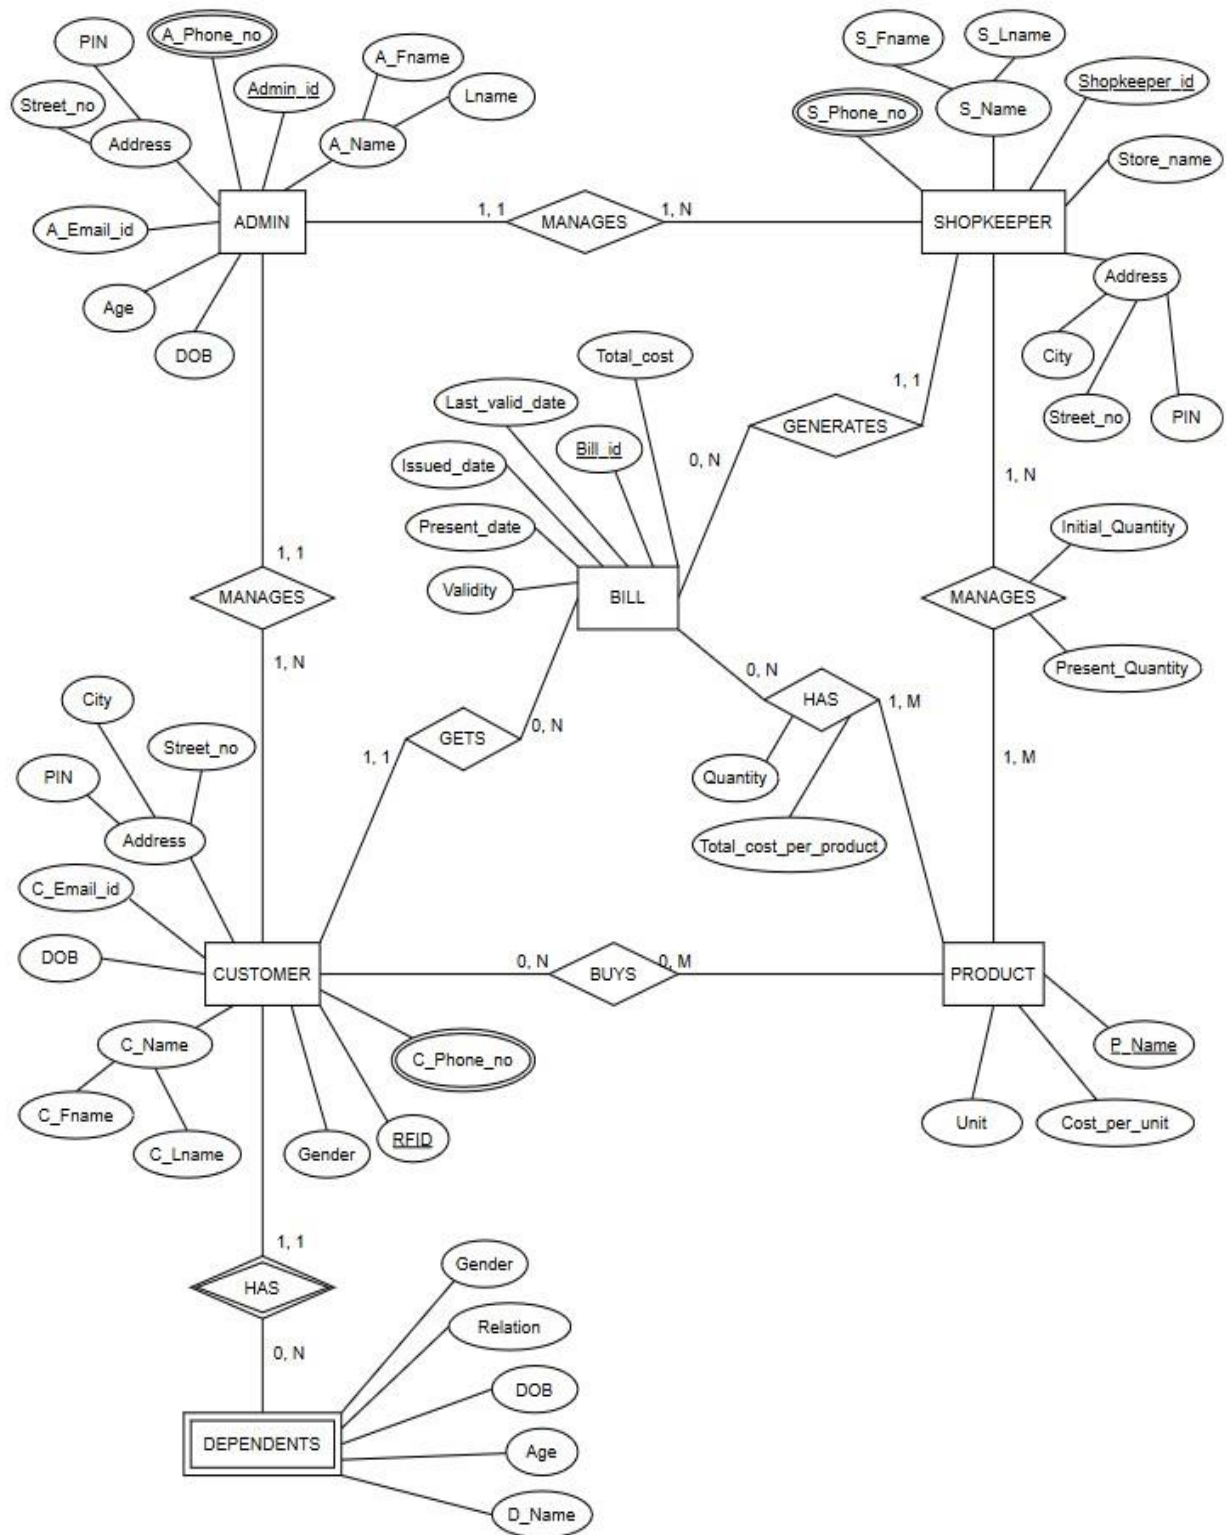 A_Phone_no
PIN
A_Fname
Admin_id
Lname
Street_no
Address
A_Name
A_Email_id
ADMIN
Age
DOB
1, 1
MANAGES
1, N
S_Fname
S_Lname
Shopkeeper_id
S_Phone_no
S_Name
Store_name
SHOPKEEPER
Address
City
Street_no
PIN
Total_cost
Last_valid_date
Bill_id
Issued_date
Present_date
Validity
BILL
1, 1
GENERATES
0, N
1, N
Initial_Quantity
MANAGES
Present_Quantity
1, M
1, 1
MANAGES
1, N
0, N
HAS
1, M
Quantity
Total_cost_per_product
0, N
GETS
1, 1
City
Street_no
PIN
Address
C_Email_id
DOB
CUSTOMER
0, N
BUYS
0, M
PRODUCT
C_Name
C_Phone_no
P_Name
C_Fname
C_Lname
Gender
RFID
Unit
Cost_per_unit
1, 1
HAS
0, N
Gender
Relation
DOB
DEPENDENTS
Age
D_Name